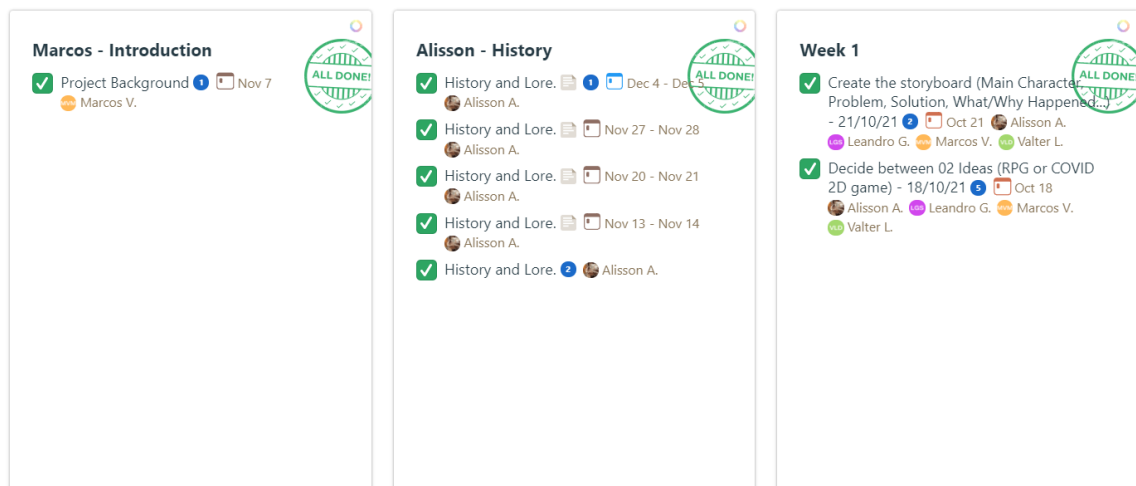 Marcos - Introduction
ALL DONE!
Project Background 1 Nov 7
MVM Marcos V.
Alisson - History
ALL DONE!
History and Lore. 1 Dec 4 - Dec 5
Alisson A.
History and Lore. Nov 27 - Nov 28
Alisson A.
History and Lore. Nov 20 - Nov 21
Alisson A.
History and Lore. Nov 13 - Nov 14
Alisson A.
History and Lore. 2 Alisson A.
Week 1
ALL DONE!
Create the storyboard (Main Character,
Problem, Solution, What/Why Happened...)
- 21/10/21 2 Oct 21 Alisson A.
LGS Leandro G. MVM Marcos V. VLD Valter L.
Decide between 02 Ideas (RPG or COVID
2D game) - 18/10/21 5 Oct 18
Alisson A. LGS Leandro G. MVM Marcos V.
VLD Valter L.